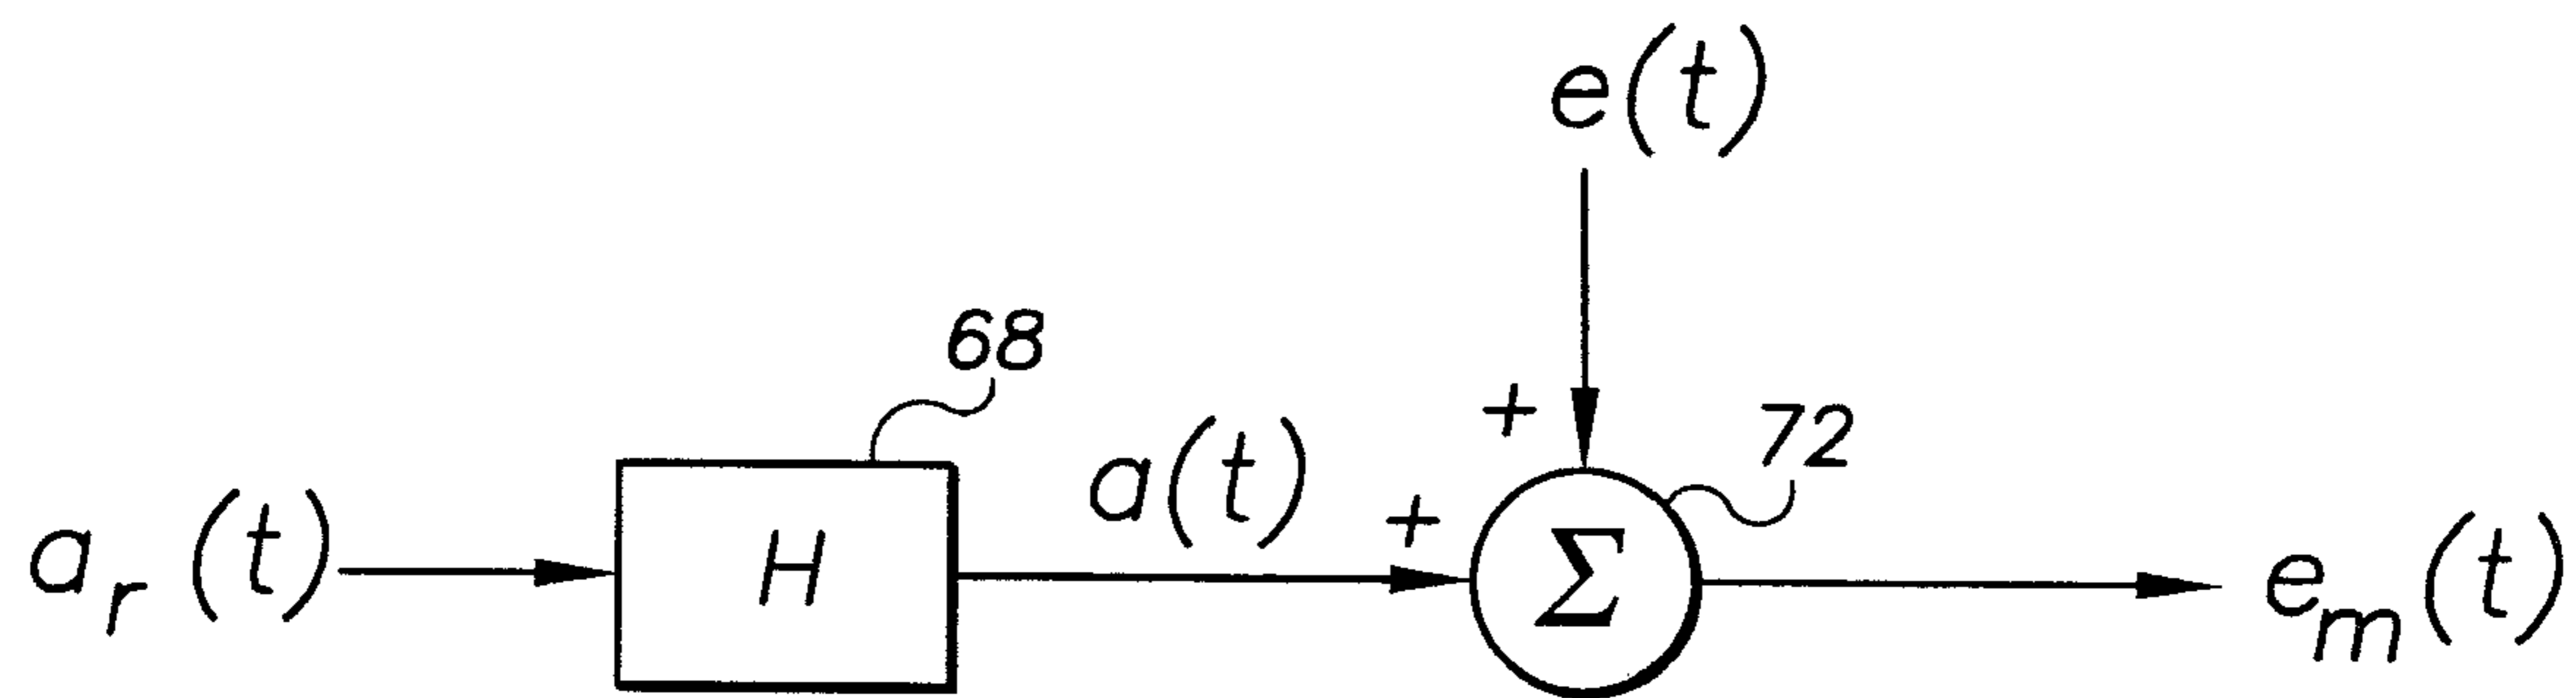 e(t)
68
+
72
a(t)
+
a_r (t)
H
Σ
e_m(t)